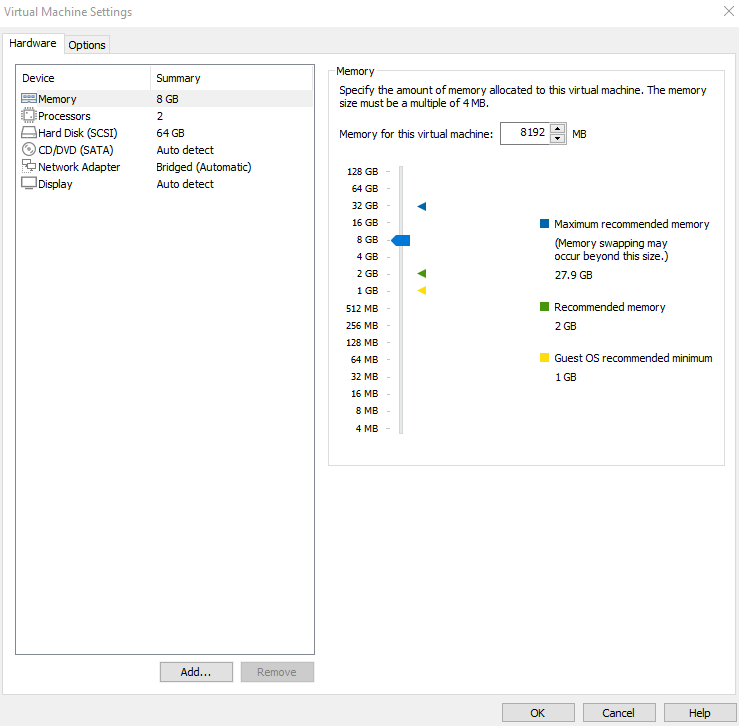 Virtual Machine Settings
Hardware Options
Device Summary
Memory 8 GB
Processors 2
Hard Disk (SCSI) 64 GB
CD/DVD (SATA) Auto detect
Network Adapter Bridged (Automatic)
Display Auto detect
Add...
Remove
Memory
Specify the amount of memory allocated to this virtual machine. The memory
size must be a multiple of 4 MB.
Memory for this virtual machine: 8192 MB
128 GB
64 GB
32 GB
16 GB
8 GB
4 GB
2 GB
1 GB
512 MB
256 MB
128 MB
64 MB
32 MB
16 MB
8 MB
4 MB
Maximum recommended memory
(Memory swapping may
occur beyond this size.)
27.9 GB
Recommended memory
2 GB
Guest OS recommended minimum
1 GB
OK
Cancel
Help